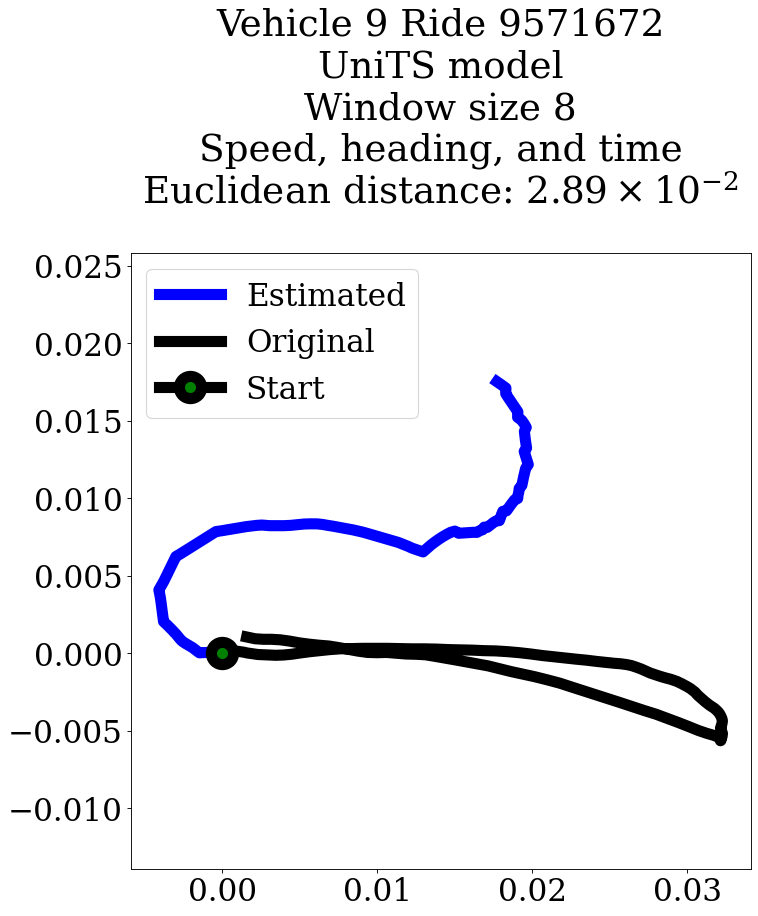 Vehicle 9 Ride 9571672
UniTS model
Window size 8
Speed, heading, and time
Euclidean distance: 2.89 × 10⁻²
0.025
0.020
0.015
0.010
0.005
0.000
−0.005
−0.010
Estimated
Original
Start
0.00 0.01 0.02 0.03